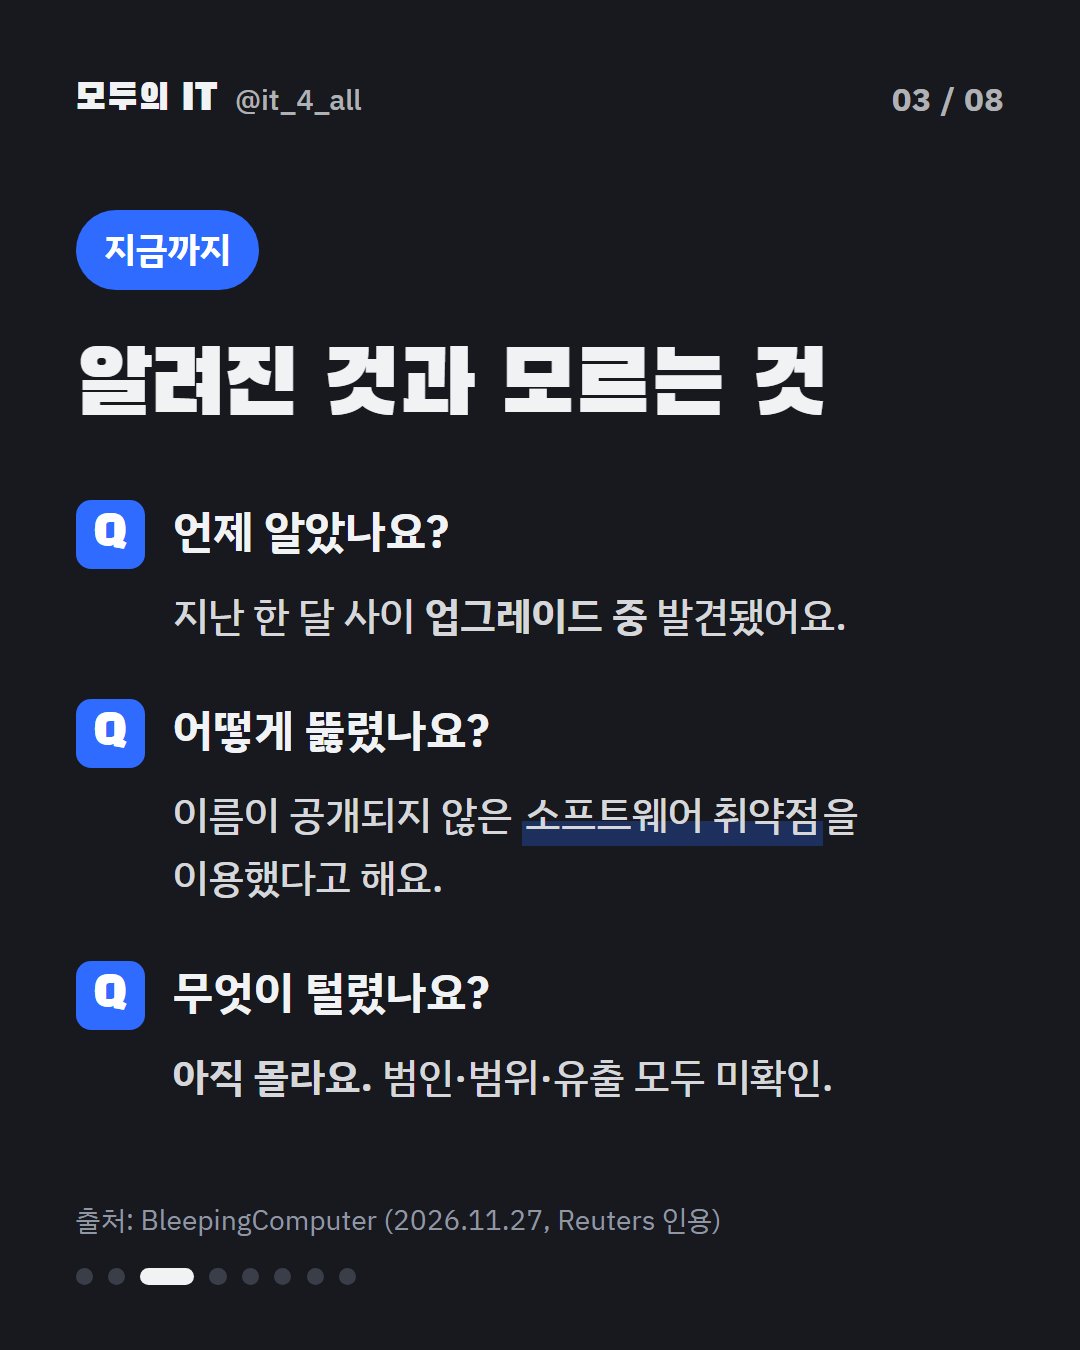 모두의 IT @it_4_all
03 / 08
지금까지
알려진 것과 모르는 것
Q 언제 알았나요?
지난 한 달 사이 업그레이드 중 발견됐어요.
Q 어떻게 뚫렸나요?
이름이 공개되지 않은 소프트웨어 취약점을
이용했다고 해요.
Q 무엇이 털렸나요?
아직 몰라요. 범인·범위·유출 모두 미확인.
출처: BleepingComputer (2026.11.27, Reuters 인용)